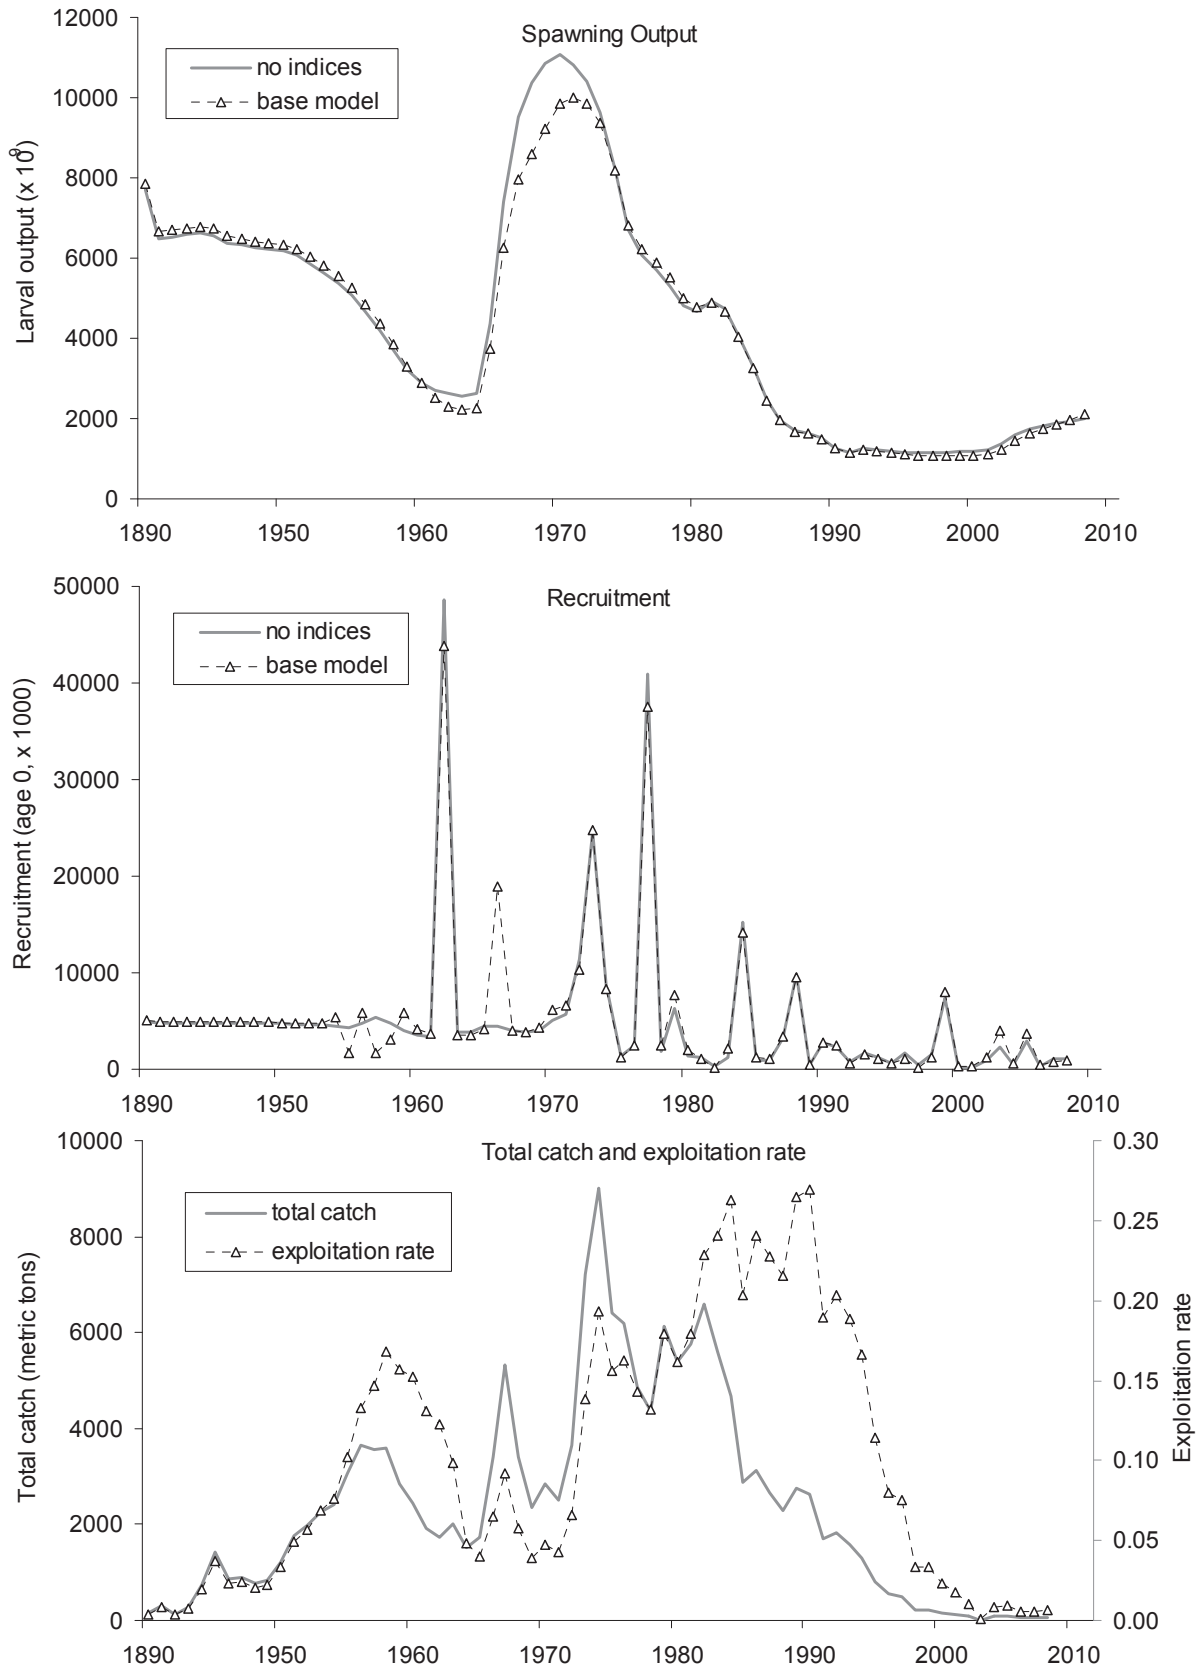 Spawning Output
no indices
base model
Larval output (x 10^9)
12000
10000
8000
6000
4000
2000
0
1890 1950 1960 1970 1980 1990 2000 2010
Recruitment
no indices
base model
Recruitment (age 0, x 1000)
50000
40000
30000
20000
10000
0
1890 1950 1960 1970 1980 1990 2000 2010
Total catch and exploitation rate
total catch
exploitation rate
Total catch (metric tons)
10000
8000
6000
4000
2000
0
Exploitation rate
0.30
0.25
0.20
0.15
0.10
0.05
0.00
1890 1950 1960 1970 1980 1990 2000 2010